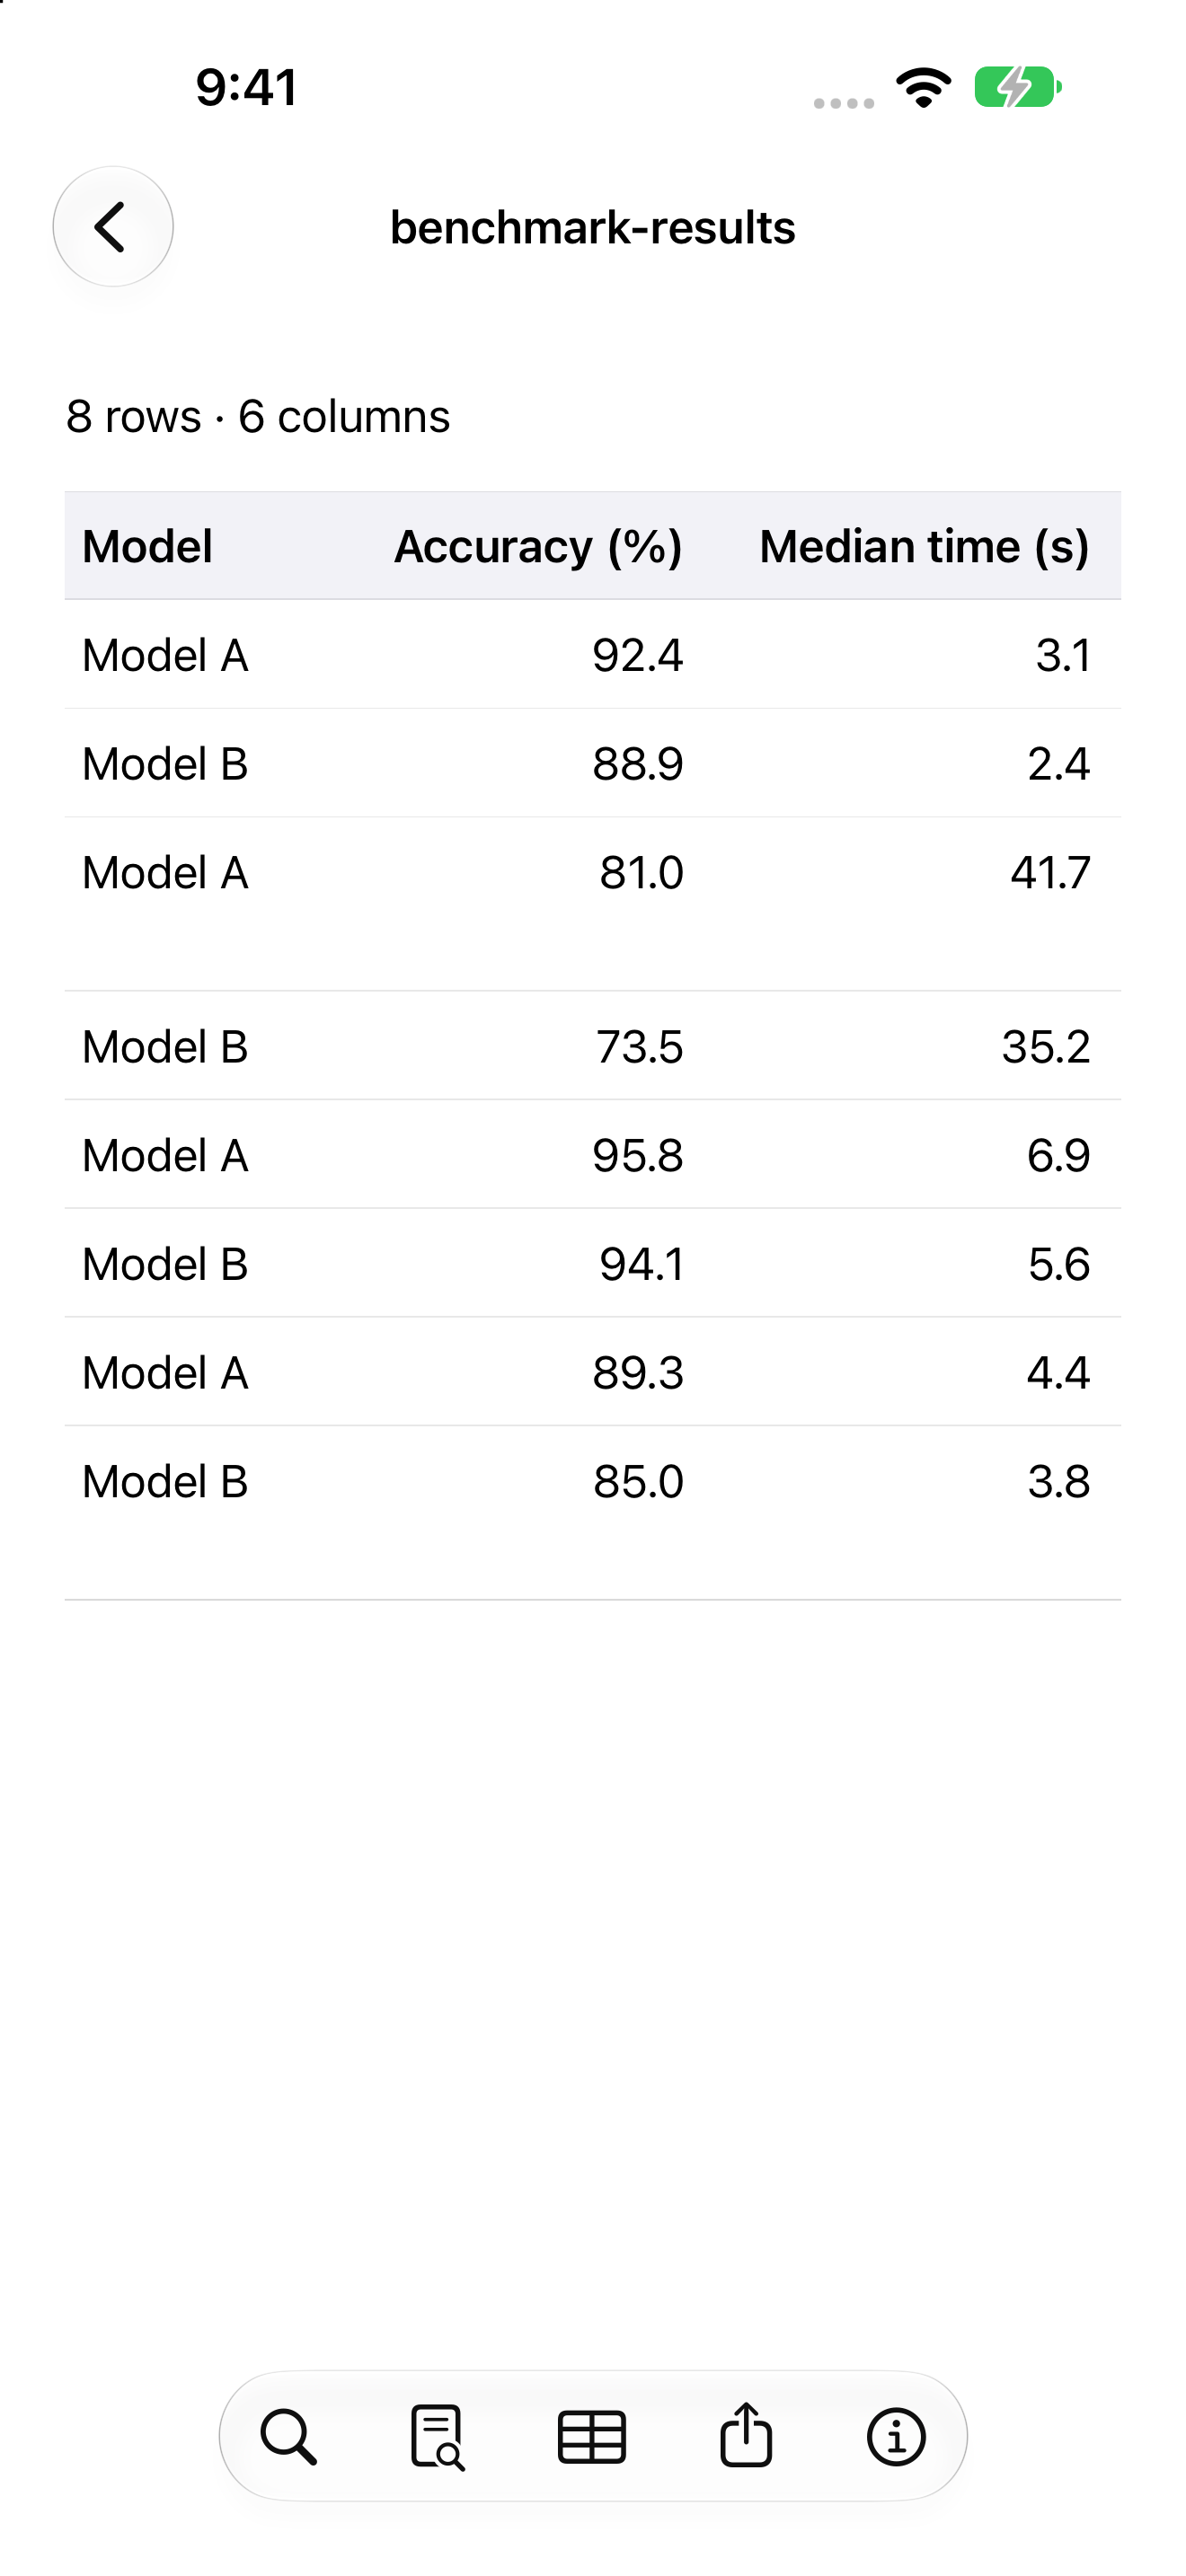 9:41
benchmark-results
8 rows · 6 columns
Model Accuracy (%) Median time (s)
Model A 92.4 3.1
Model B 88.9 2.4
Model A 81.0 41.7
Model B 73.5 35.2
Model A 95.8 6.9
Model B 94.1 5.6
Model A 89.3 4.4
Model B 85.0 3.8